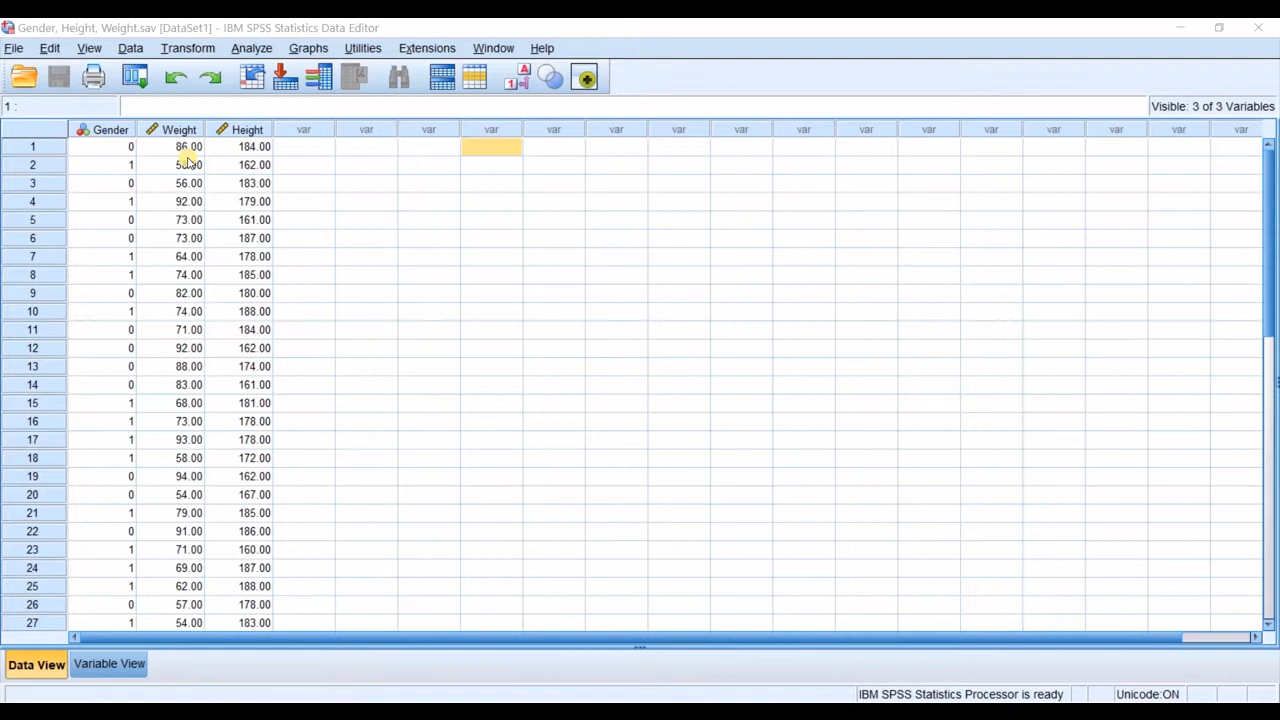 Gender, Height, Weight.sav [DataSet1] - IBM SPSS Statistics Data Editor
File Edit View Data Transform Analyze Graphs Utilities Extensions Window Help
1 :
Visible: 3 of 3 Variables
Gender Weight Height var var var var var var var var var var var var var var var var
1 0 86.00 184.00
2 1 162.00
3 0 56.00 183.00
4 1 92.00 179.00
5 0 73.00 161.00
6 0 73.00 187.00
7 1 64.00 178.00
8 1 74.00 185.00
9 0 82.00 180.00
10 1 74.00 188.00
11 0 71.00 184.00
12 0 92.00 162.00
13 0 88.00 174.00
14 0 83.00 161.00
15 1 68.00 181.00
16 1 73.00 178.00
17 1 93.00 178.00
18 1 58.00 172.00
19 0 94.00 162.00
20 0 54.00 167.00
21 1 79.00 185.00
22 0 91.00 186.00
23 1 71.00 160.00
24 1 69.00 187.00
25 1 62.00 188.00
26 0 57.00 178.00
27 1 54.00 183.00
Data View Variable View
IBM SPSS Statistics Processor is ready Unicode:ON